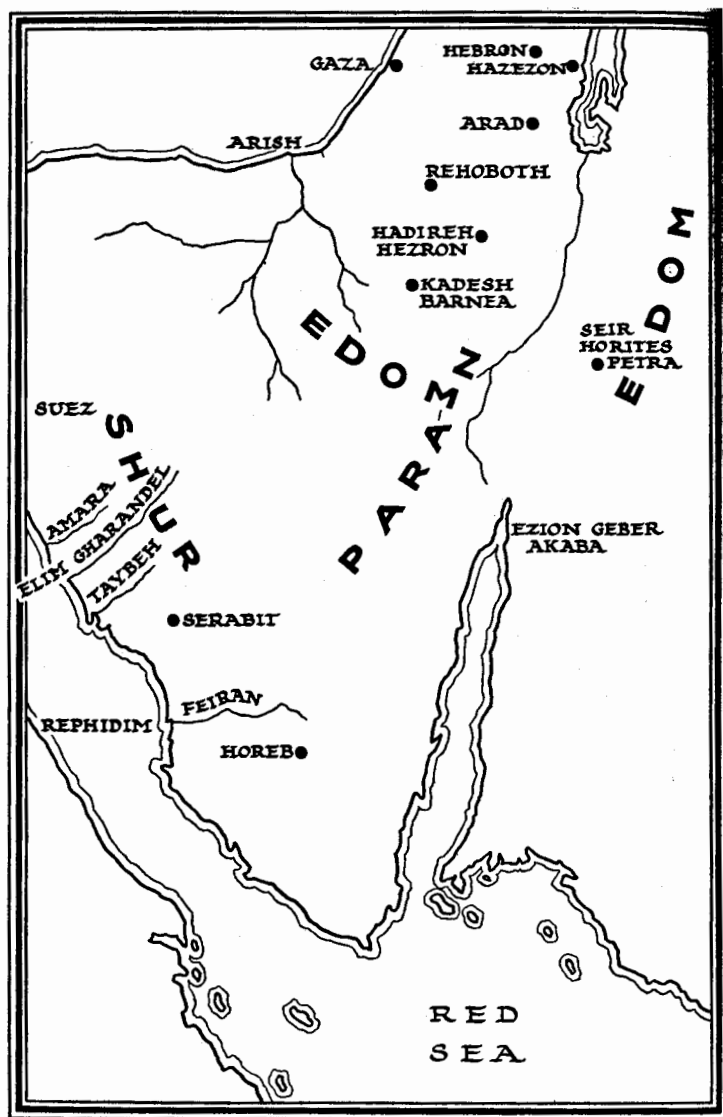 GAZA
HEBRON
HAZEZON
ARAD
ARISH
REHOBOTH
HADIREH
HEZRON
KADESH
BARNEA
EDOM
EDOM
SEIR
HORITES
PETRA
PARAN
SUEZ
SHUR
AMARA
ELIM GHARANDEL
TAYBEH
EZION GEBER
AKABA
SERABIT
FEIRAN
REPHIDIM
HOREB
RED
SEA